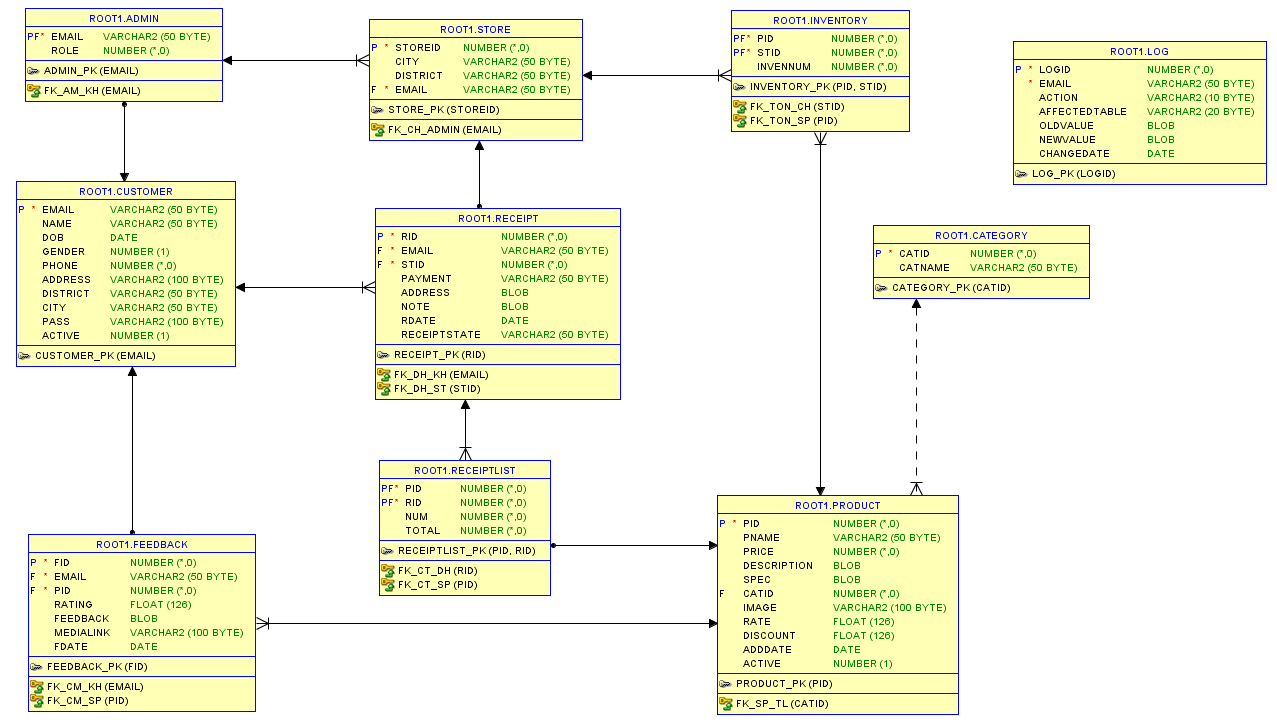 ROOT1.ADMIN
PF* EMAIL VARCHAR2 (50 BYTE)
ROLE NUMBER (*,0)
ADMIN_PK (EMAIL)
FK_AM_KH (EMAIL)
ROOT1.STORE
P * STOREID NUMBER (*,0)
CITY VARCHAR2 (50 BYTE)
DISTRICT VARCHAR2 (50 BYTE)
F * EMAIL VARCHAR2 (50 BYTE)
STORE_PK (STOREID)
FK_CH_ADMIN (EMAIL)
ROOT1.INVENTORY
PF* PID NUMBER (*,0)
PF* STID NUMBER (*,0)
INVENNUM NUMBER (*,0)
INVENTORY_PK (PID, STID)
FK_TON_CH (STID)
FK_TON_SP (PID)
ROOT1.LOG
P * LOGID NUMBER (*,0)
* EMAIL VARCHAR2 (50 BYTE)
ACTION VARCHAR2 (10 BYTE)
AFFECTEDTABLE VARCHAR2 (20 BYTE)
OLDVALUE BLOB
NEWVALUE BLOB
CHANGEDATE DATE
LOG_PK (LOGID)
ROOT1.CUSTOMER
P * EMAIL VARCHAR2 (50 BYTE)
NAME VARCHAR2 (50 BYTE)
DOB DATE
GENDER NUMBER (1)
PHONE NUMBER (*,0)
ADDRESS VARCHAR2 (100 BYTE)
DISTRICT VARCHAR2 (50 BYTE)
CITY VARCHAR2 (50 BYTE)
PASS VARCHAR2 (100 BYTE)
ACTIVE NUMBER (1)
CUSTOMER_PK (EMAIL)
ROOT1.RECEIPT
P * RID NUMBER (*,0)
F * EMAIL VARCHAR2 (50 BYTE)
F * STID NUMBER (*,0)
PAYMENT VARCHAR2 (50 BYTE)
ADDRESS BLOB
NOTE BLOB
RDATE DATE
RECEIPTSTATE VARCHAR2 (50 BYTE)
RECEIPT_PK (RID)
FK_DH_KH (EMAIL)
FK_DH_ST (STID)
ROOT1.CATEGORY
P * CATID NUMBER (*,0)
CATNAME VARCHAR2 (50 BYTE)
CATEGORY_PK (CATID)
ROOT1.RECEIPTLIST
PF* PID NUMBER (*,0)
PF* RID NUMBER (*,0)
NUM NUMBER (*,0)
TOTAL NUMBER (*,0)
RECEIPTLIST_PK (PID, RID)
FK_CT_DH (RID)
FK_CT_SP (PID)
ROOT1.PRODUCT
P * PID NUMBER (*,0)
PNAME VARCHAR2 (50 BYTE)
PRICE NUMBER (*,0)
DESCRIPTION BLOB
SPEC BLOB
F CATID NUMBER (*,0)
IMAGE VARCHAR2 (100 BYTE)
RATE FLOAT (126)
DISCOUNT FLOAT (126)
ADDDATE DATE
ACTIVE NUMBER (1)
PRODUCT_PK (PID)
FK_SP_TL (CATID)
ROOT1.FEEDBACK
P * FID NUMBER (*,0)
F * EMAIL VARCHAR2 (50 BYTE)
F * PID NUMBER (*,0)
RATING FLOAT (126)
FEEDBACK BLOB
MEDIALINK VARCHAR2 (100 BYTE)
FDATE DATE
FEEDBACK_PK (FID)
FK_CM_KH (EMAIL)
FK_CM_SP (PID)